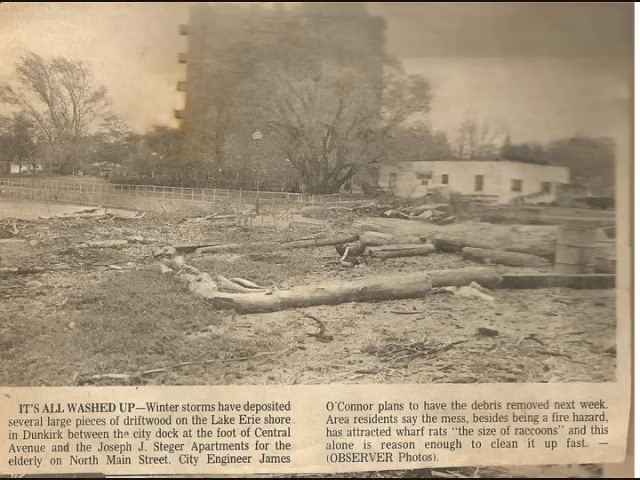 IT'S ALL WASHED UP—Winter storms have deposited
several large pieces of driftwood on the Lake Erie shore
in Dunkirk between the city dock at the foot of Central
Avenue and the Joseph J. Steger Apartments for the
elderly on North Main Street. City Engineer James
O'Connor plans to have the debris removed next week.
Area residents say the mess, besides being a fire hazard,
has attracted wharf rats "the size of raccoons" and this
alone is reason enough to clean it up fast. —
(OBSERVER Photos).